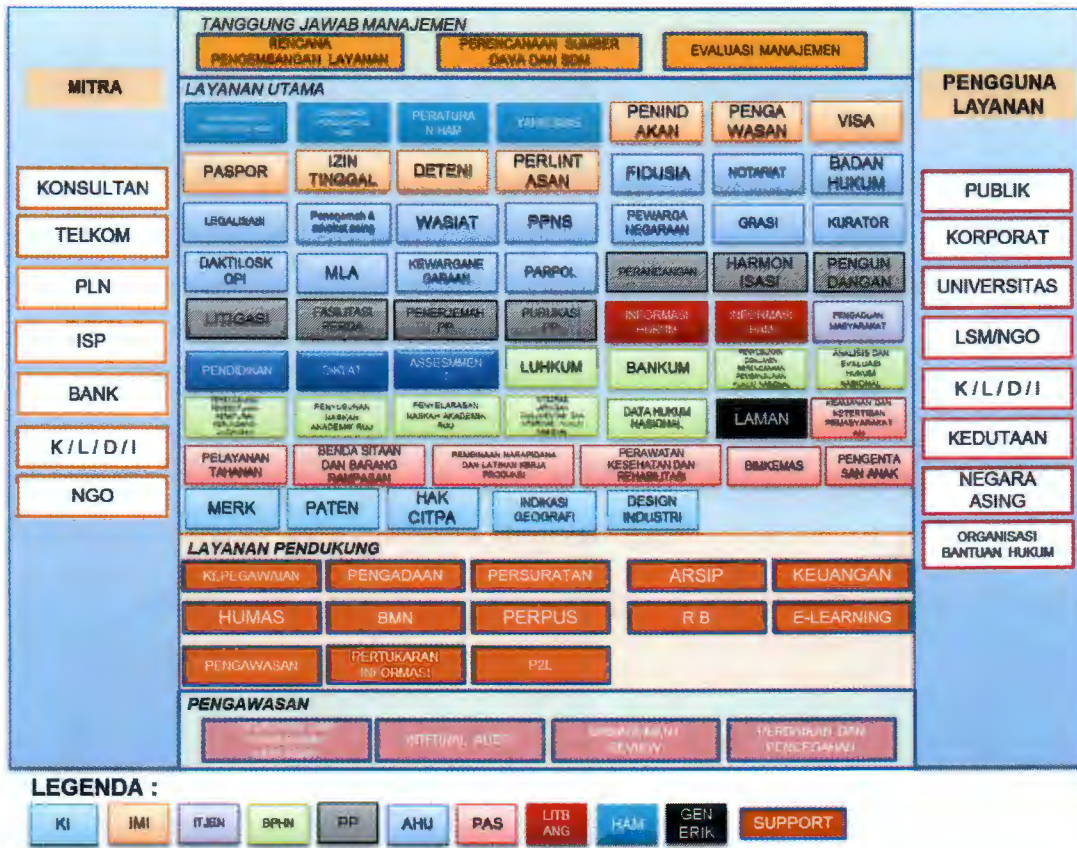 TANGGUNG JAWAB MANAJEMEN
RENCANA
PENGEMBANGAN LAYANAN
PERENCANAAN SUMBER
DAYA DAN SDM
EVALUASI MANAJEMEN
MITRA
KONSULTAN
TELKOM
PLN
ISP
BANK
K / L / D / I
NGO
LAYANAN UTAMA
PERATURA
N HAM
YANKOMAS
PENIND
AKAN
PENGA
WASAN
VISA
PASPOR
IZIN
TINGGAL
DETENI
PERLINT
ASAN
FIDUSIA
NOTARIAT
BADAN
HUKUM
LEGALISASI
Penerjemah &
advokat asing
WASIAT
PPNS
PEWARGA
NEGARAAN
GRASI
KURATOR
DAKTILOSK
OPI
MLA
KEWARGANE
GARAAN
PARPOL
PERANCANGAN
HARMON
ISASI
PENGUN
DANGAN
LITIGASI
FASILITASI
PERDA
PENERJEMAH
PP
PUBLIKASI
PP
INFORMASI
HUKUM
INFORMASI
HAM
PENGADUAN
MASYARAKAT
PENDIDIKAN
DIKLAT
ASSESMMEN
T
LUHKUM
BANKUM
ANALISIS DAN
EVALUASI
HUKUM
NASIONAL
PENYUSUNAN
NASKAH
AKADEMIK RUU
PENYELARASAN
NASKAH AKADEMIK
RUU
DATA HUKUM
NASIONAL
LAMAN
KEAMANAN DAN
KETERTIBAN
PEMASYARAKAT
AN
PELAYANAN
TAHANAN
BENDA SITAAN
DAN BARANG
RAMPASAN
PEMBINAAN NARAPIDANA
DAN LATIHAN KERJA
PRODUKSI
PERAWATAN
KESEHATAN DAN
REHABILITASI
BIMKEMAS
PENGENTA
SAN ANAK
MERK
PATEN
HAK
CITPA
INDIKASI
GEOGRAFI
DESIGN
INDUSTRI
LAYANAN PENDUKUNG
KEPEGAWAIAN
PENGADAAN
PERSURATAN
ARSIP
KEUANGAN
HUMAS
BMN
PERPUS
R B
E-LEARNING
PENGAWASAN
PERTUKARAN
INFORMASI
P2L
PENGAWASAN
INTERNAL AUDIT
MANAJEMENT
REVIEW
PERBAIKAN DAN
PENCEGAHAN
PENGGUNA
LAYANAN
PUBLIK
KORPORAT
UNIVERSITAS
LSM/NGO
K / L / D / I
KEDUTAAN
NEGARA
ASING
ORGANISASI
BANTUAN HUKUM
LEGENDA :
KI
IMI
ITJEN
BPHN
PP
AHU
PAS
LITB
ANG
HAM
GEN
ERIK
SUPPORT